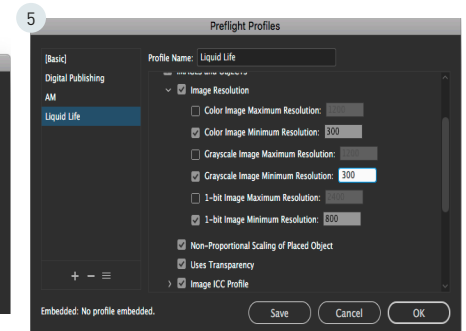 5
Preflight Profiles
[Basic]
Digital Publishing
AM
Liquid Life
Profile Name: Liquid Life
Images and Objects
Image Resolution
Color Image Maximum Resolution:
Color Image Minimum Resolution: 300
Grayscale Image Maximum Resolution:
Grayscale Image Minimum Resolution: 300
1-bit Image Maximum Resolution:
1-bit Image Minimum Resolution: 800
Non-Proportional Scaling of Placed Object
Uses Transparency
Image ICC Profile
Embedded: No profile embedded.
Save
Cancel
OK